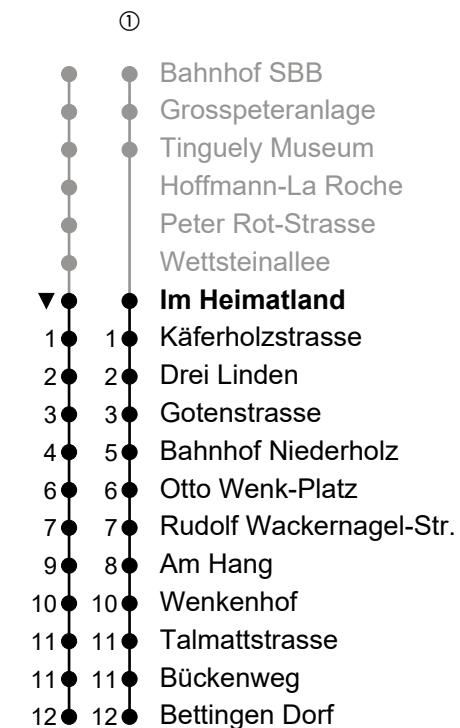 ①
Bahnhof SBB
Grosspeteranlage
Tinguely Museum
Hoffmann-La Roche
Peter Rot-Strasse
Wettsteinallee
▼ Im Heimatland
1 1 Käferholzstrasse
2 2 Drei Linden
3 3 Gotenstrasse
4 5 Bahnhof Niederholz
6 6 Otto Wenk-Platz
7 7 Rudolf Wackernagel-Str.
9 8 Am Hang
10 10 Wenkenhof
11 11 Talmattstrasse
11 11 Bückenweg
12 12 Bettingen Dorf